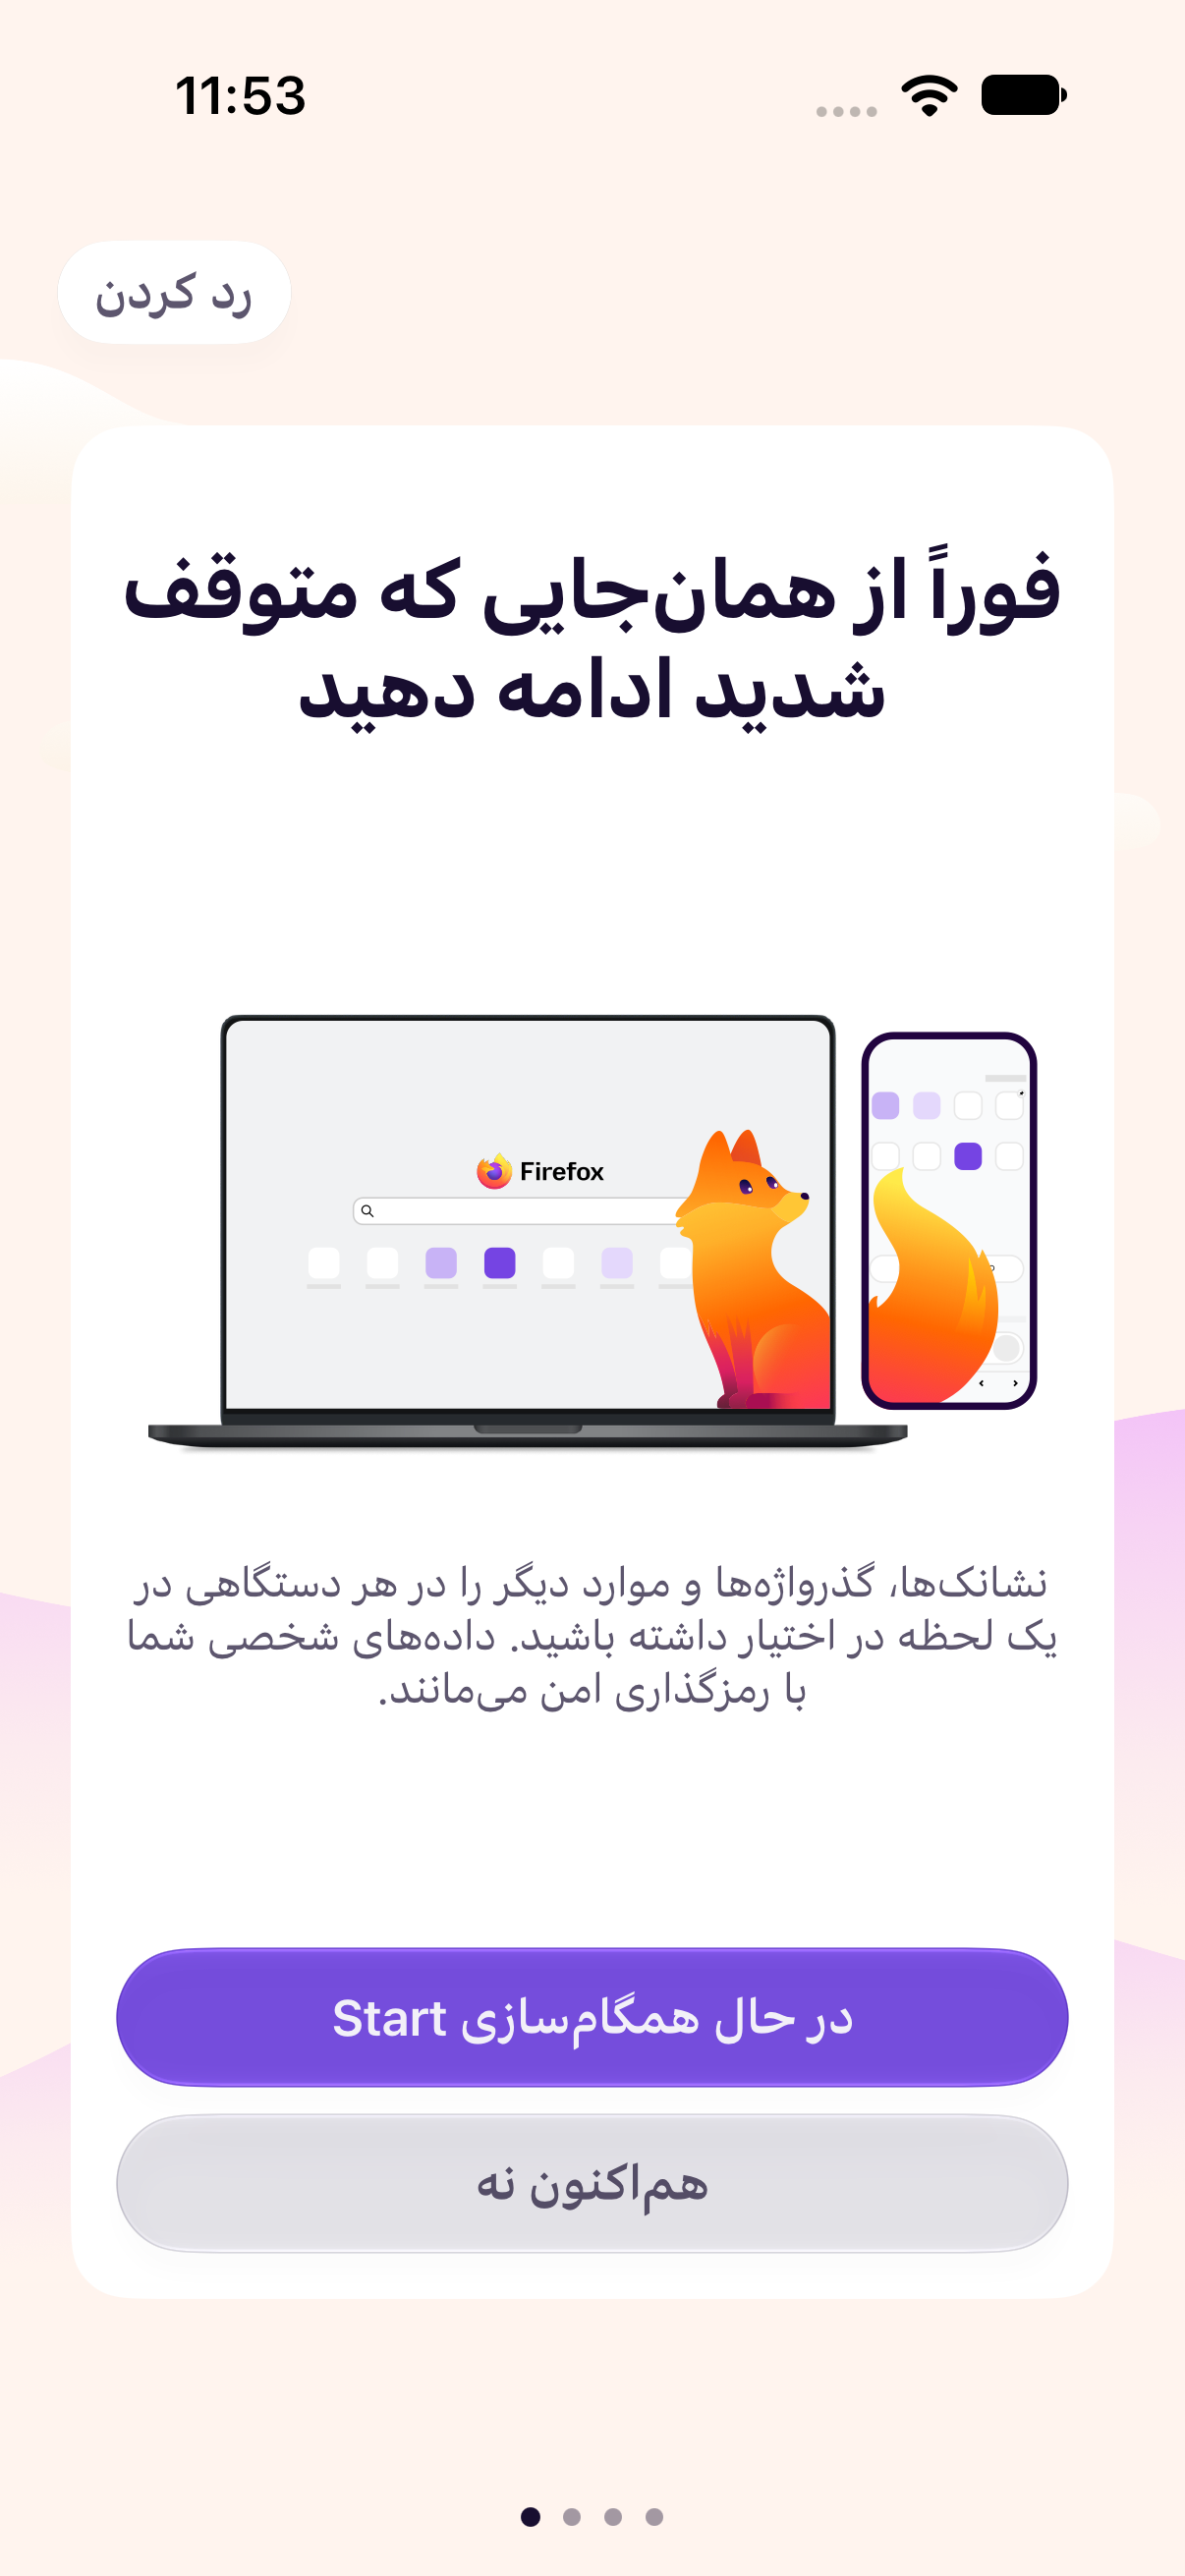 11:53
رد کردن
فوراً از همان‌جایی که متوقف
شدید ادامه دهید
Firefox
نشانک‌ها، گذرواژه‌ها و موارد دیگر را در هر دستگاهی در
یک لحظه در اختیار داشته باشید. داده‌های شخصی شما
با رمزگذاری امن می‌مانند.
در حال همگام‌سازی Start
هم‌اکنون نه